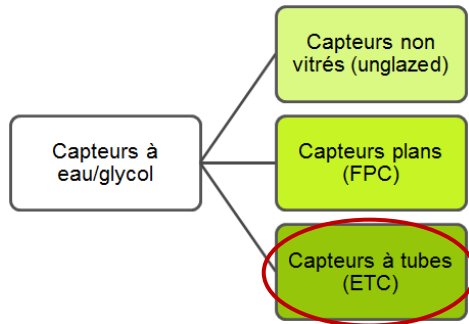 Capteurs non
vitrés (unglazed)
Capteurs à
eau/glycol
Capteurs plans
(FPC)
Capteurs à tubes
(ETC)